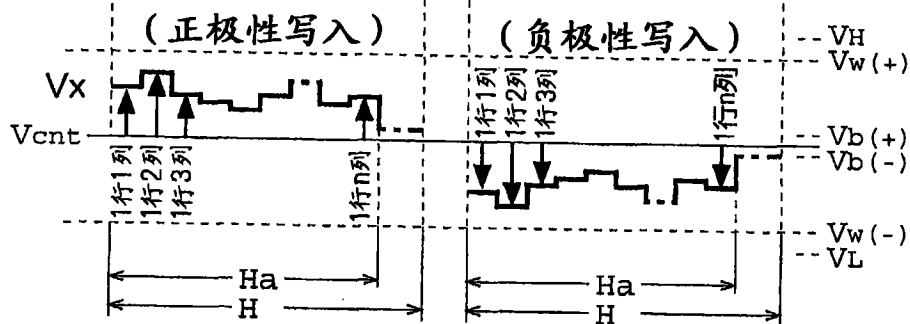 (正极性写入)
(负极性写入)
VH
Vw(+)
Vx
1行1列
1行2列
1行3列
1行n列
Vcnt
Vb(+)
Vb(-)
1行1列
1行2列
1行3列
1行n列
Vw(-)
VL
Ha
Ha
H
H